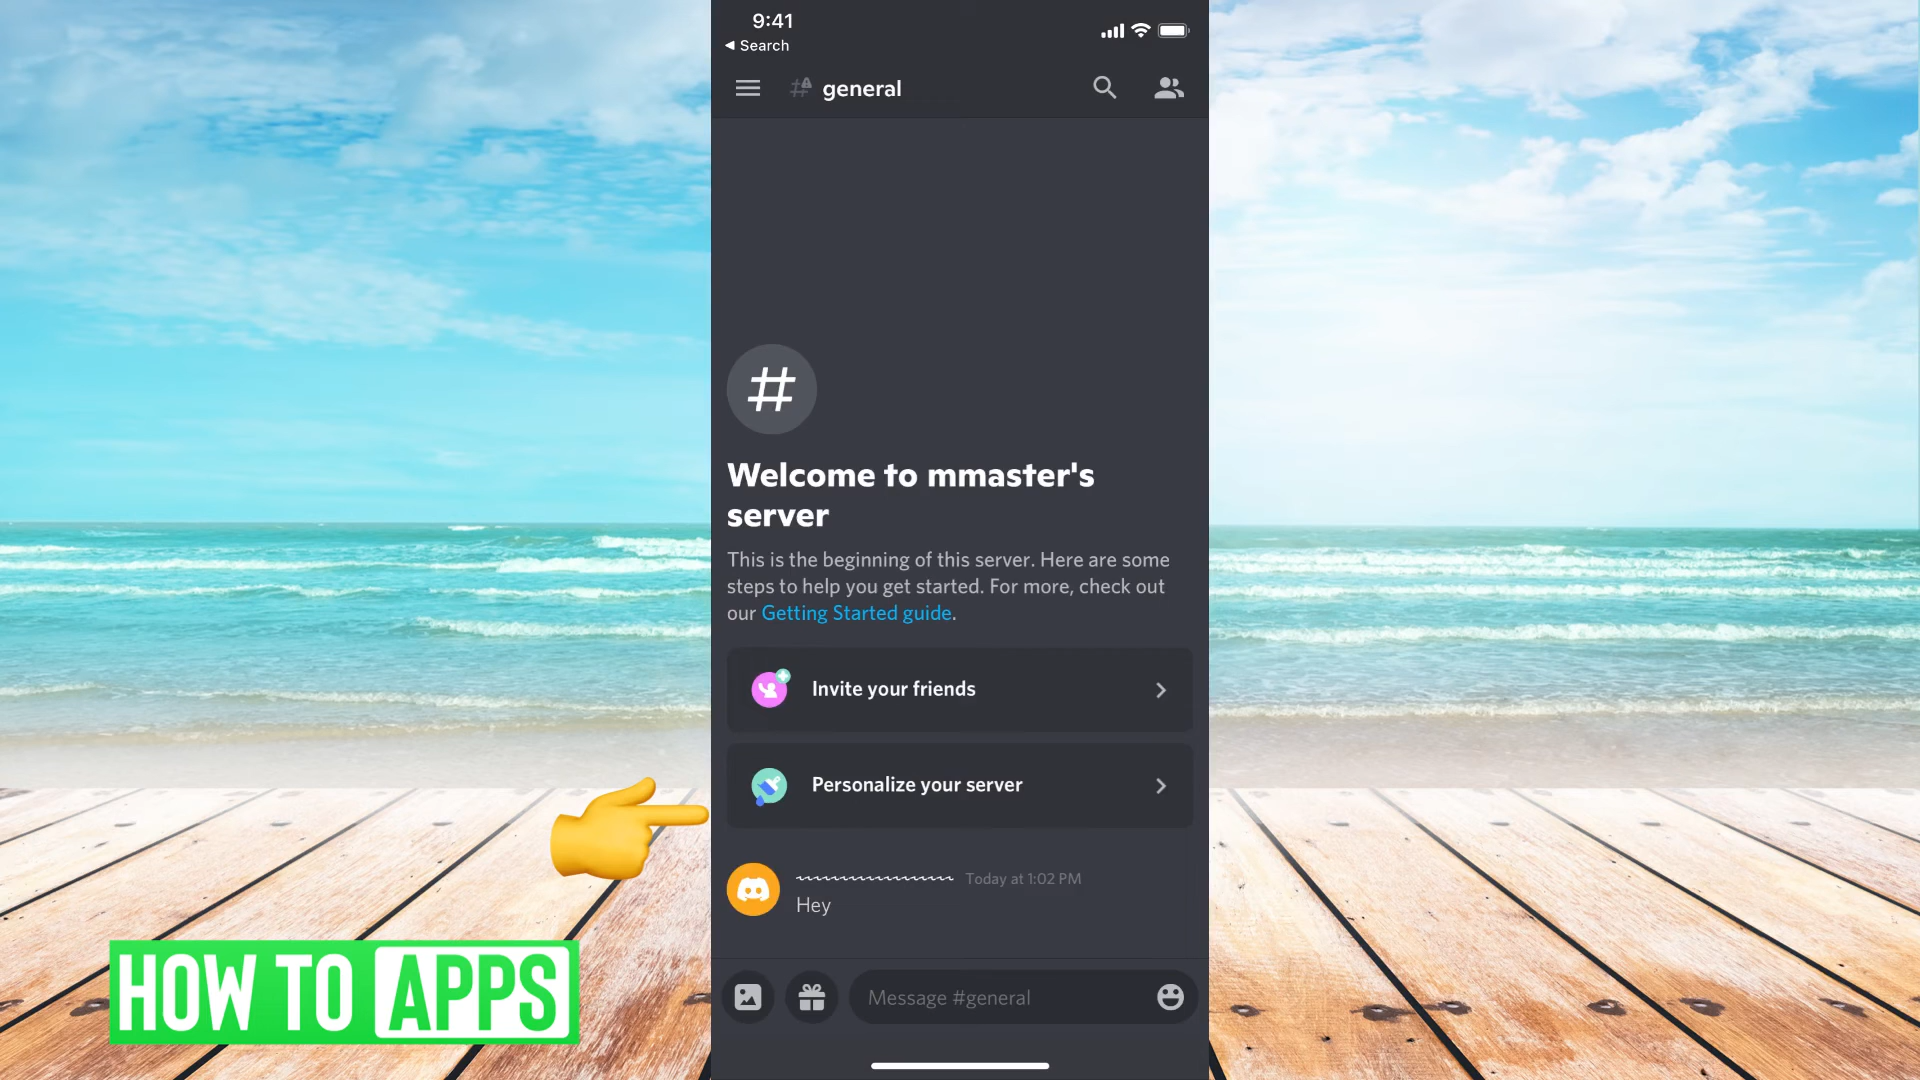 9:41
Search
general
Welcome to mmaster's
server
This is the beginning of this server. Here are some
steps to help you get started. For more, check out
our Getting Started guide.
Invite your friends
Personalize your server
Today at 1:02 PM
Hey
Message #general
HOW TO APPS